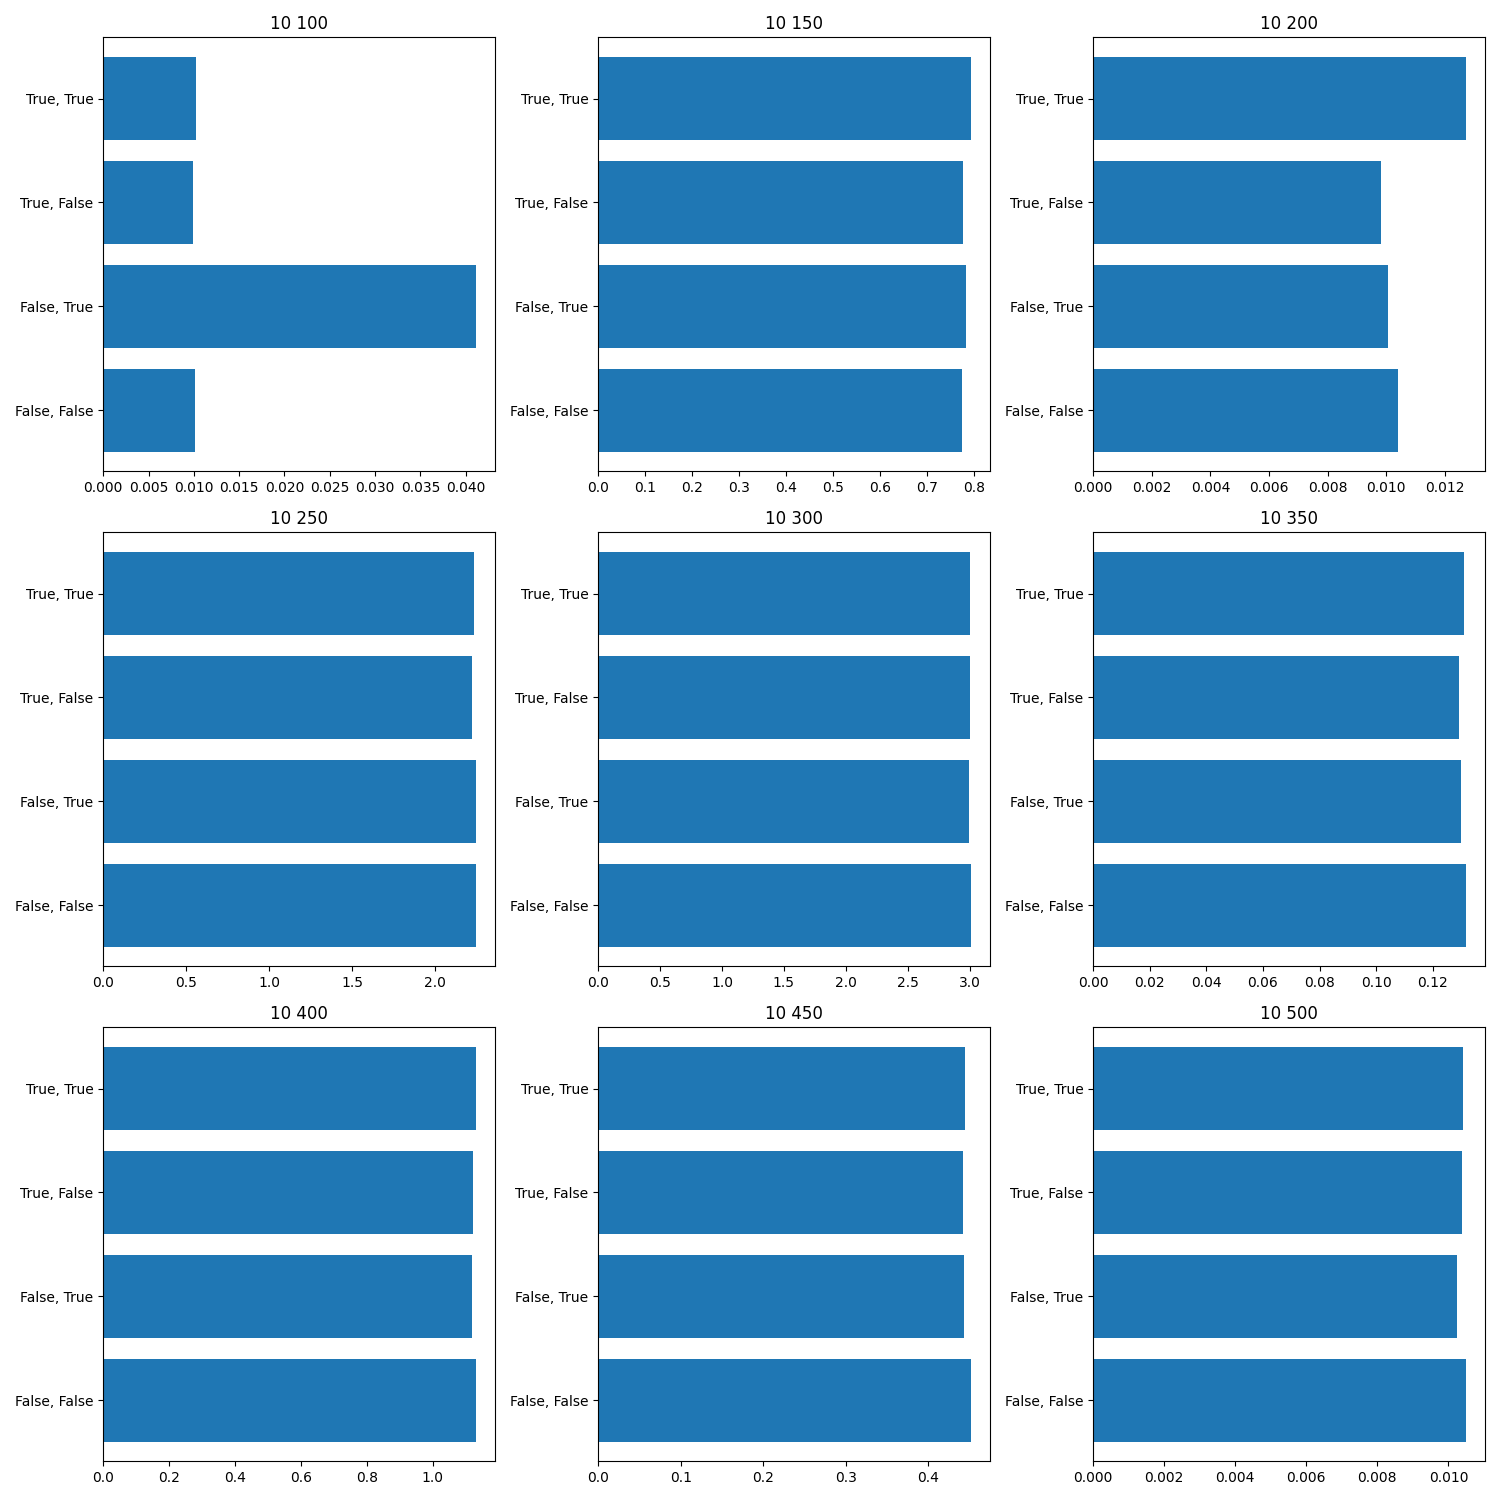 10 100
True, True
True, False
False, True
False, False
0.000 0.005 0.010 0.015 0.020 0.025 0.030 0.035 0.040
10 150
True, True
True, False
False, True
False, False
0.0 0.1 0.2 0.3 0.4 0.5 0.6 0.7 0.8
10 200
True, True
True, False
False, True
False, False
0.000 0.002 0.004 0.006 0.008 0.010 0.012
10 250
True, True
True, False
False, True
False, False
0.0 0.5 1.0 1.5 2.0
10 300
True, True
True, False
False, True
False, False
0.0 0.5 1.0 1.5 2.0 2.5 3.0
10 350
True, True
True, False
False, True
False, False
0.00 0.02 0.04 0.06 0.08 0.10 0.12
10 400
True, True
True, False
False, True
False, False
0.0 0.2 0.4 0.6 0.8 1.0
10 450
True, True
True, False
False, True
False, False
0.0 0.1 0.2 0.3 0.4
10 500
True, True
True, False
False, True
False, False
0.000 0.002 0.004 0.006 0.008 0.010